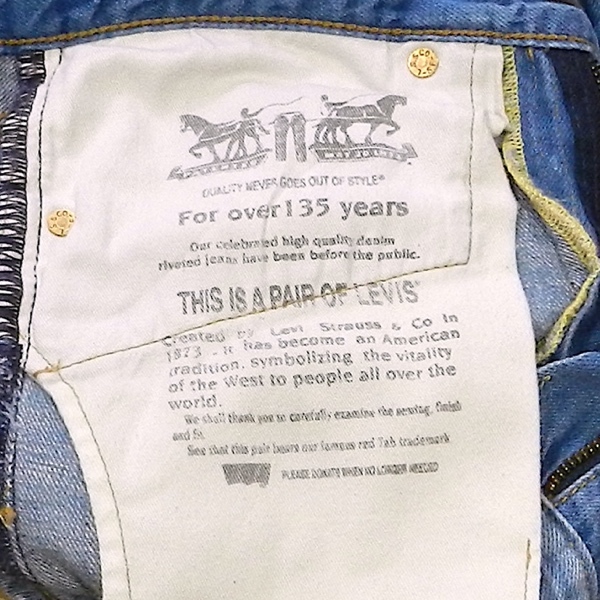 QUALITY NEVER GOES OUT OF STYLE®
For over135 years
Our celebrated high quality denim
riveted jeans have been before the public.
THIS IS A PAIR OF LEVI'S®
Created by Levi Strauss & Co in
1873 - it has become an American
tradition, symbolizing the vitality
of the West to people all over the
world.
We shall thank you to carefully examine the sewing, finish
and fit.
See that this pair bears our famous red Tab trademark
PLEASE DONATE WHEN NO LONGER NEEDED